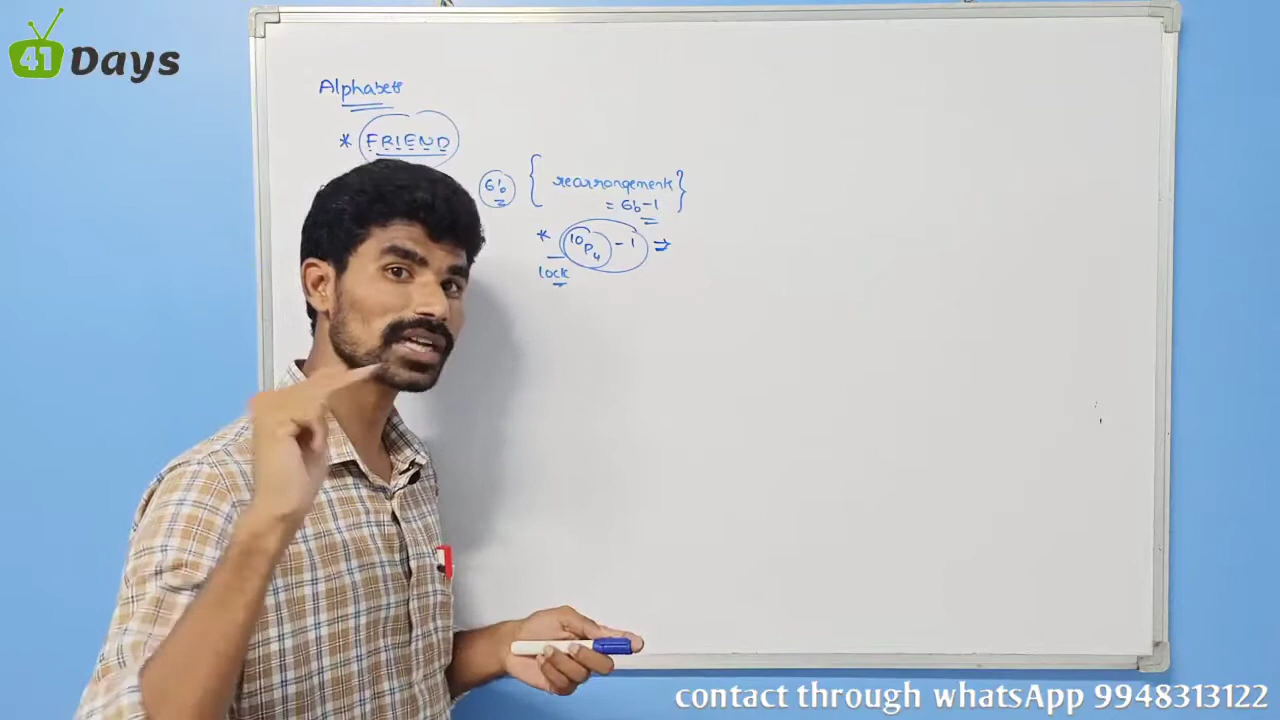 41 Days
Alphabets
* FRIEND
6! { rearrangements }
= 6!-1
* ¹⁰P₄ - 1 ⇒
lock
contact through whatsApp 9948313122